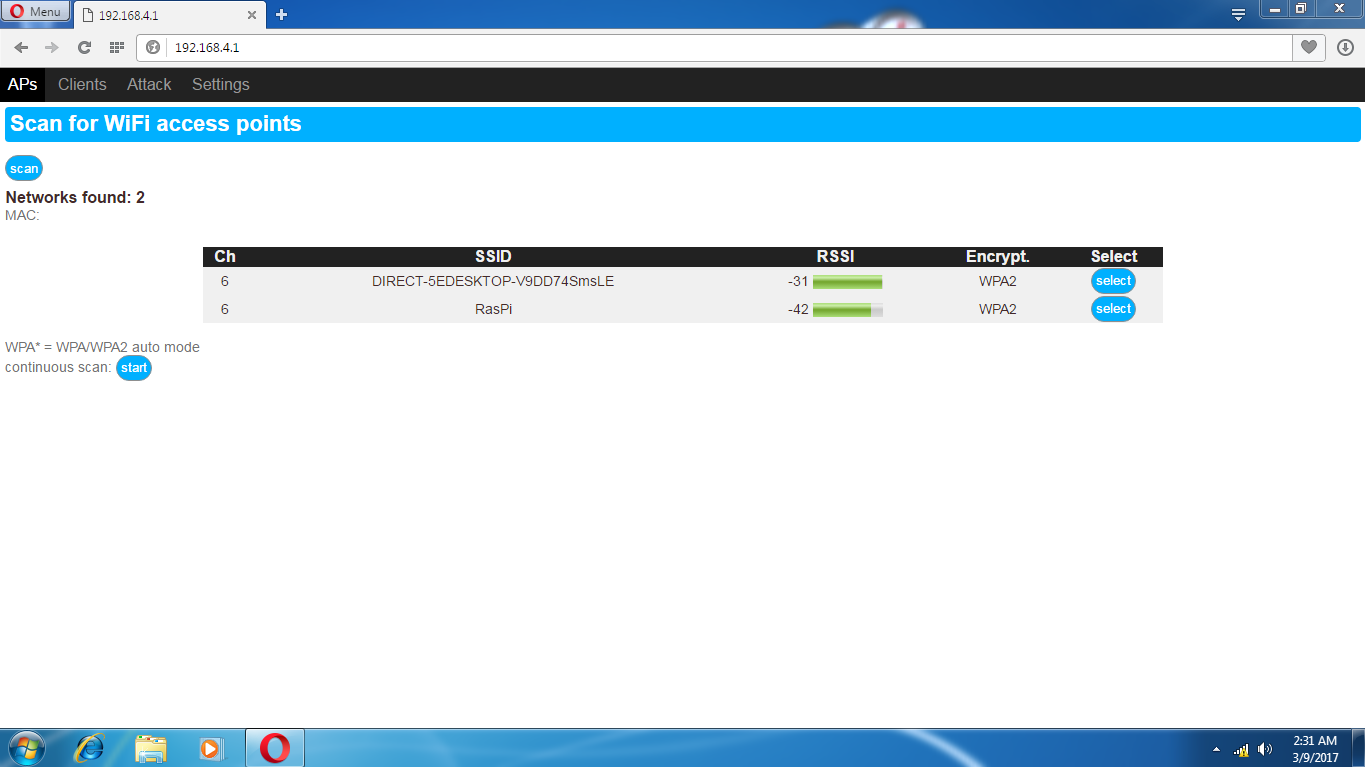 Menu
192.168.4.1
192.168.4.1
APs Clients Attack Settings
Scan for WiFi access points
scan
Networks found: 2
MAC:
Ch SSID RSSI Encrypt. Select
6 DIRECT-5EDESKTOP-V9DD74SmsLE -31 WPA2 select
6 RasPi -42 WPA2 select
WPA* = WPA/WPA2 auto mode
continuous scan: start
2:31 AM
3/9/2017